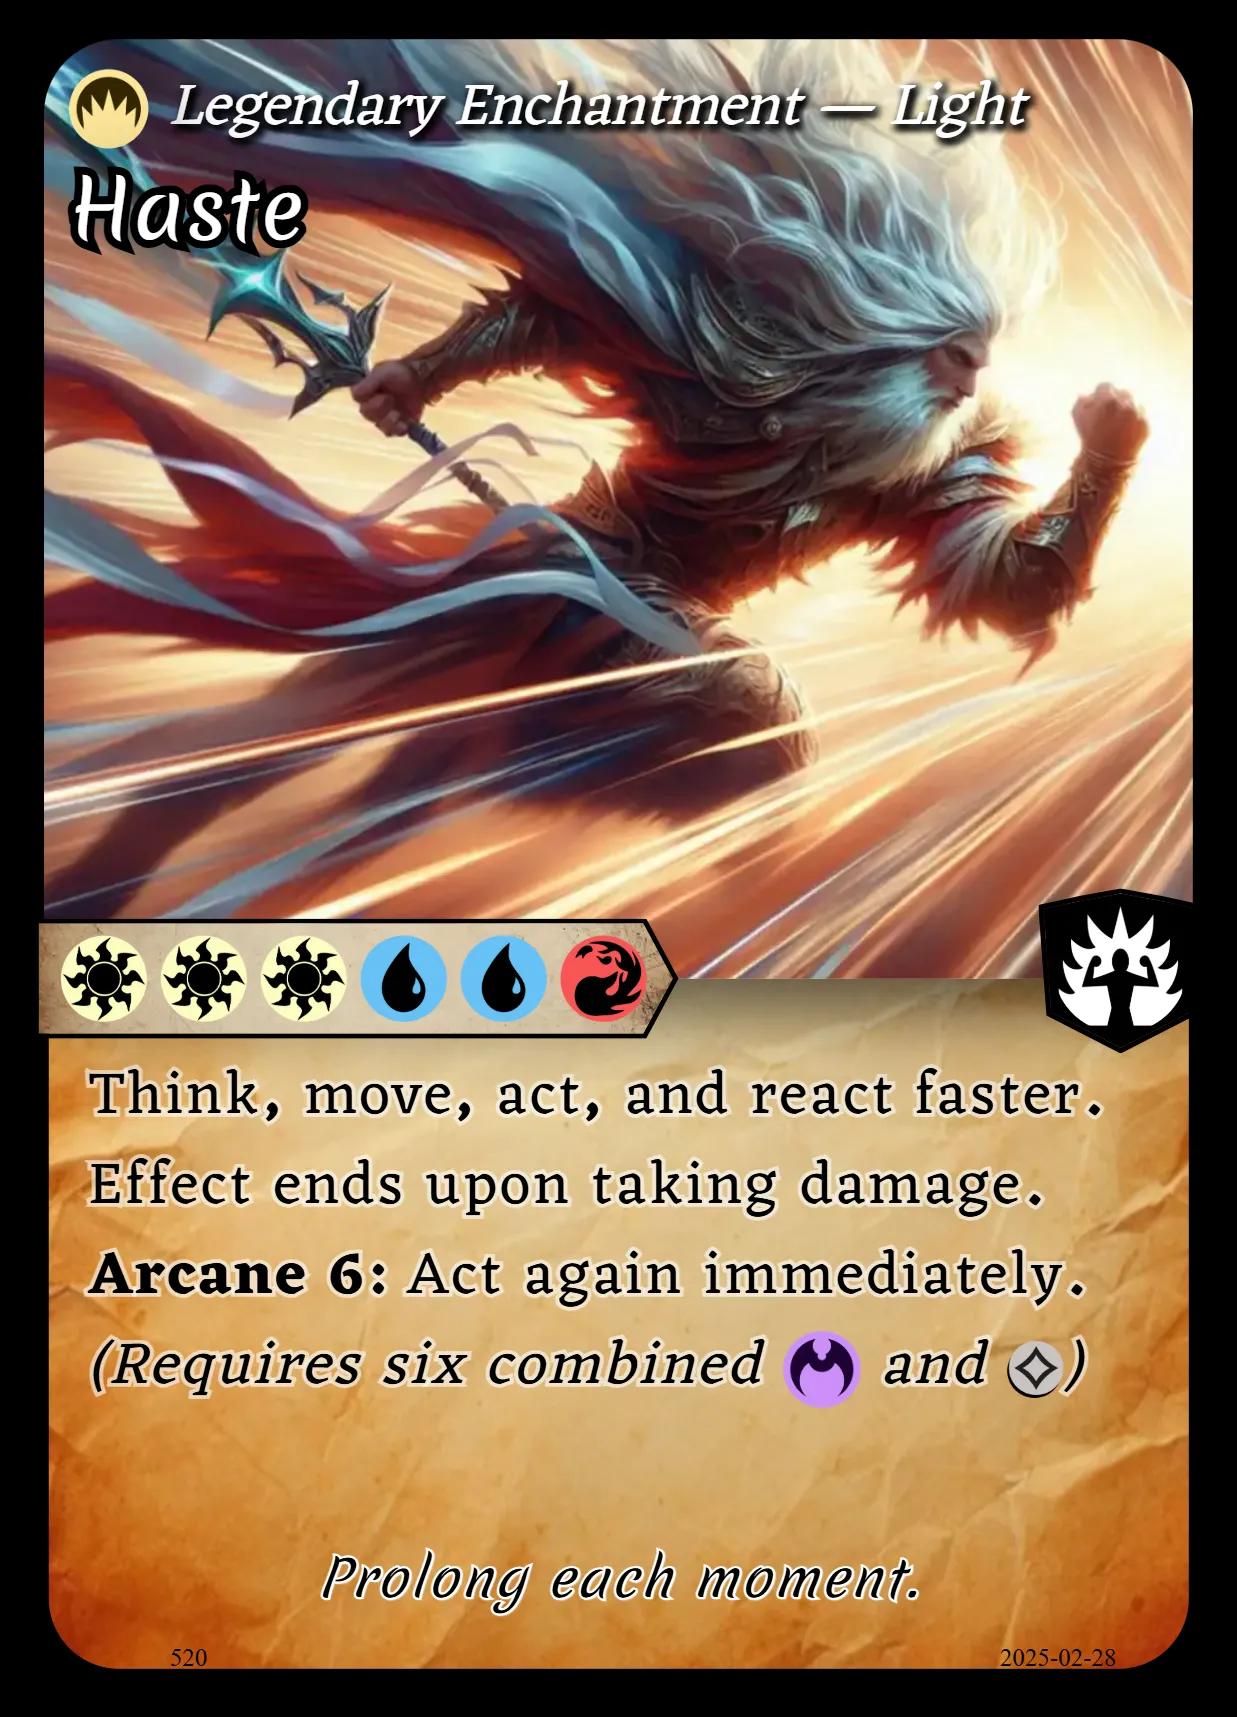 Legendary Enchantment — Light
Haste
Think, move, act, and react faster.
Effect ends upon taking damage.
Arcane 6: Act again immediately.
(Requires six combined and )
Prolong each moment.
520
2025-02-28